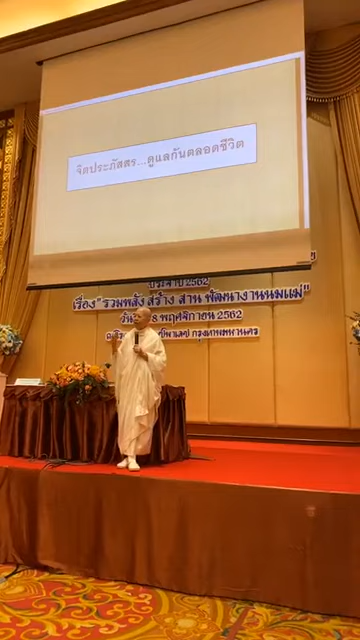 จิตประภัสสร...ดูแลกันตลอดชีวิต
2562
เรื่อง "รวมพลัง สร้าง สาน พัฒนางานนมแม่"
8 พฤศจิกายน 2562
กรุงเทพมหานคร